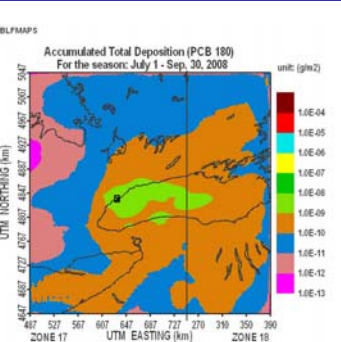 BLFMAPS
Accumulated Total Deposition (PCB 180)
For the season: July 1 - Sep. 30, 2008
unit: (g/m2)
UTM NORTHING (km)
5047
5007
4967
4927
4887
4847
4807
4767
4727
4687
4647
1.0E-04
1.0E-05
1.0E-06
1.0E-07
1.0E-08
1.0E-09
1.0E-10
1.0E-11
1.0E-12
1.0E-13
487 527 567 607 647 687 727 270 310 350 390
ZONE 17 UTM EASTING (km) ZONE 18